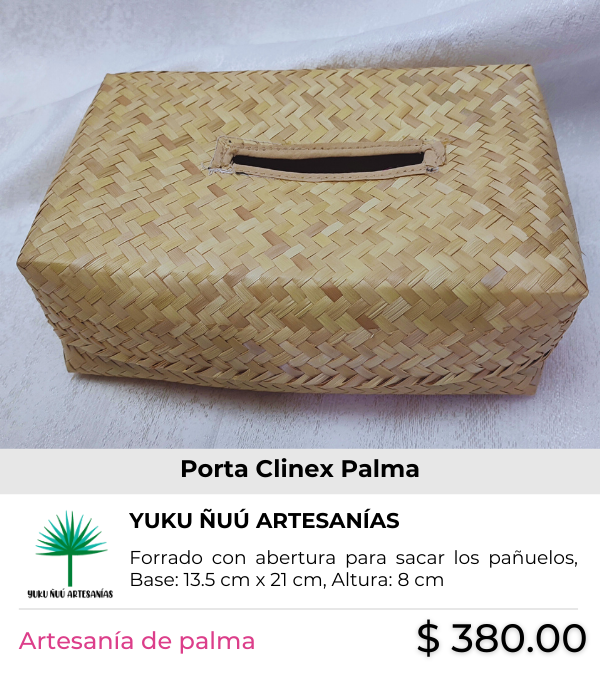 Porta Clinex Palma
YUKU ÑUÚ ARTESANÍAS
Forrado con abertura para sacar los pañuelos,
Base: 13.5 cm x 21 cm, Altura: 8 cm
YUKU ÑUÚ ARTESANÍAS
Artesanía de palma
$ 380.00